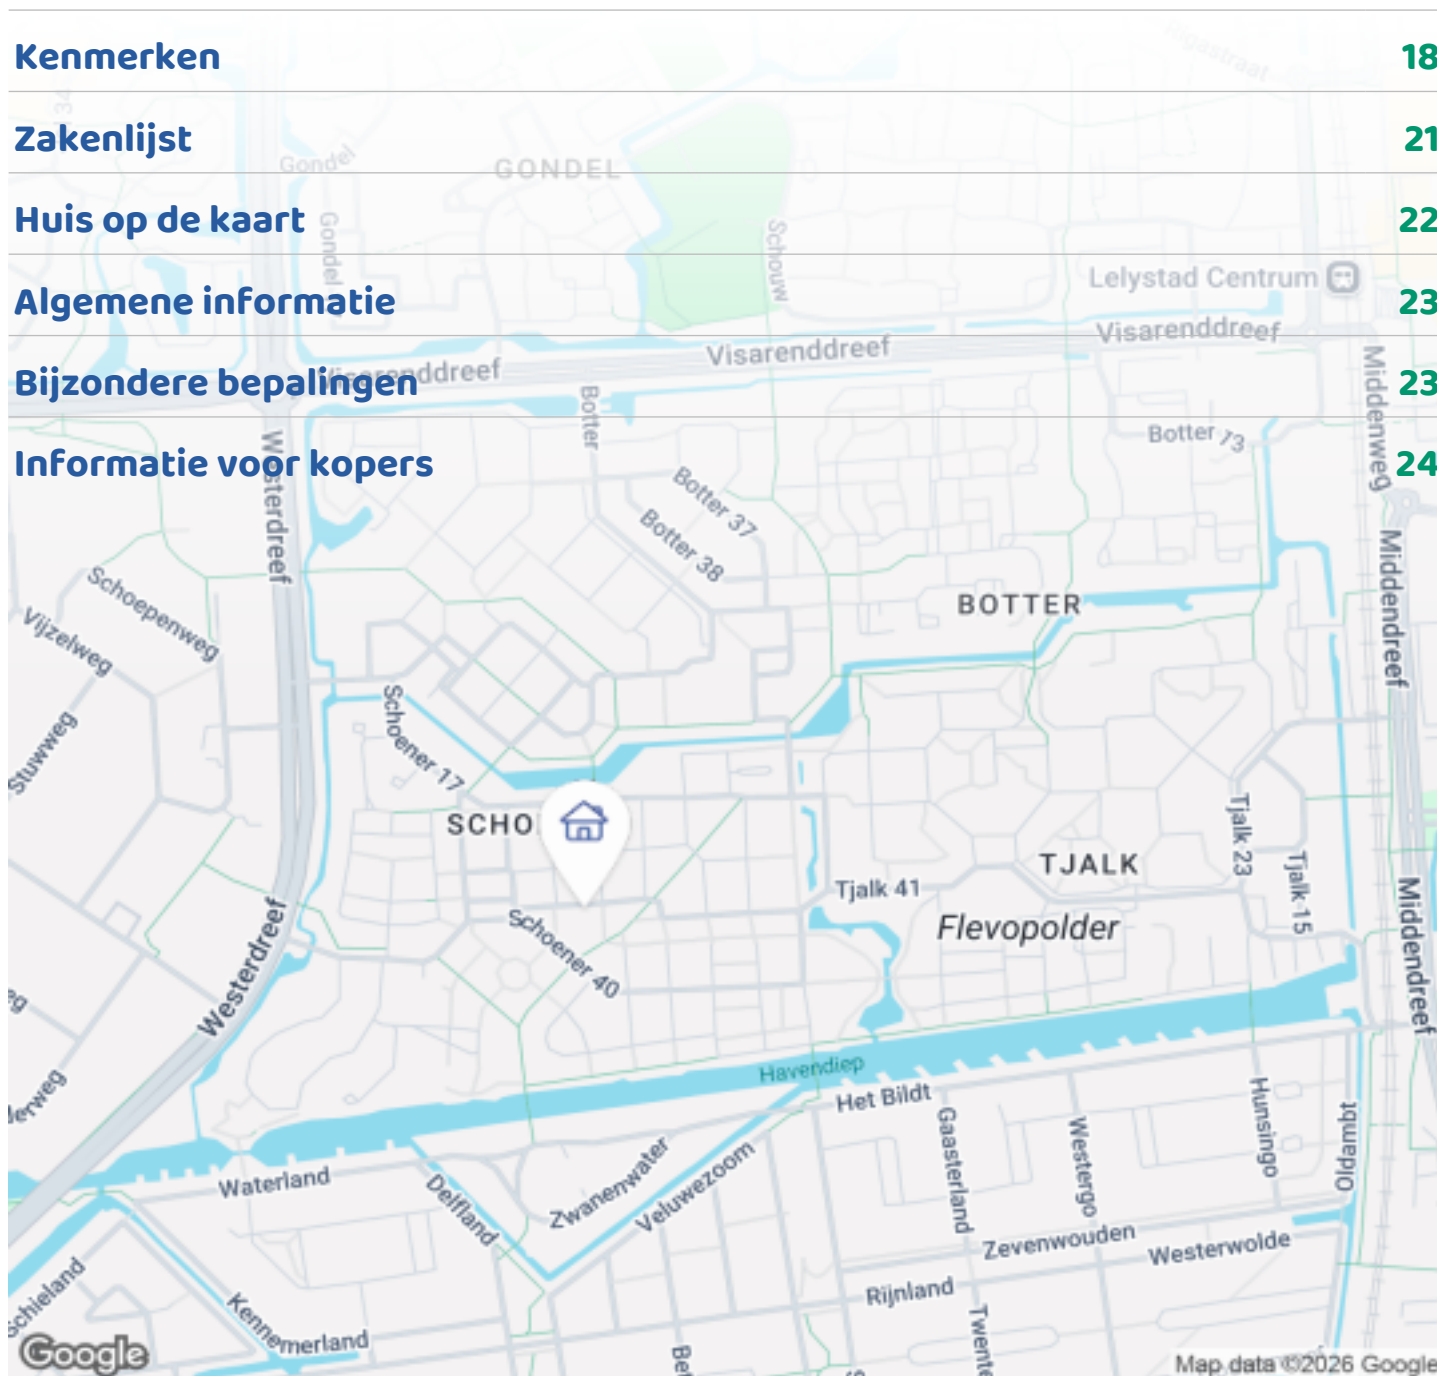 Kenmerken 18
Zakenlijst 21
Huis op de kaart 22
Algemene informatie 23
Bijzondere bepalingen 23
Informatie voor kopers 24
Rigastraat
134
Gondel
GONDEL
Gondel
Schouw
Lelystad Centrum
Visarenddreef
Visarenddreef
Visarenddreef
Middenweg
Botter
Botter 73
Westerdreef
Botter 37
Botter 38
Middendreef
Schoepenweg
Vijzelweg
BOTTER
Stuwweg
Schoener 17
SCHO
Tjalk 23
TJALK
Tjalk 15
Tjalk 41
Middendreef
Westerdreef
Schoener 40
Flevopolder
Havendiep
Het Bildt
Hunsingo
Oldambt
Gaasterland
Westergo
Waterland
Delfland
Zwanenwater
Veluwezoom
Zevenwouden
Westerwolde
Schieland
Rijnland
Kennemerland
Twente
Bet
Google
Map data ©2026 Google